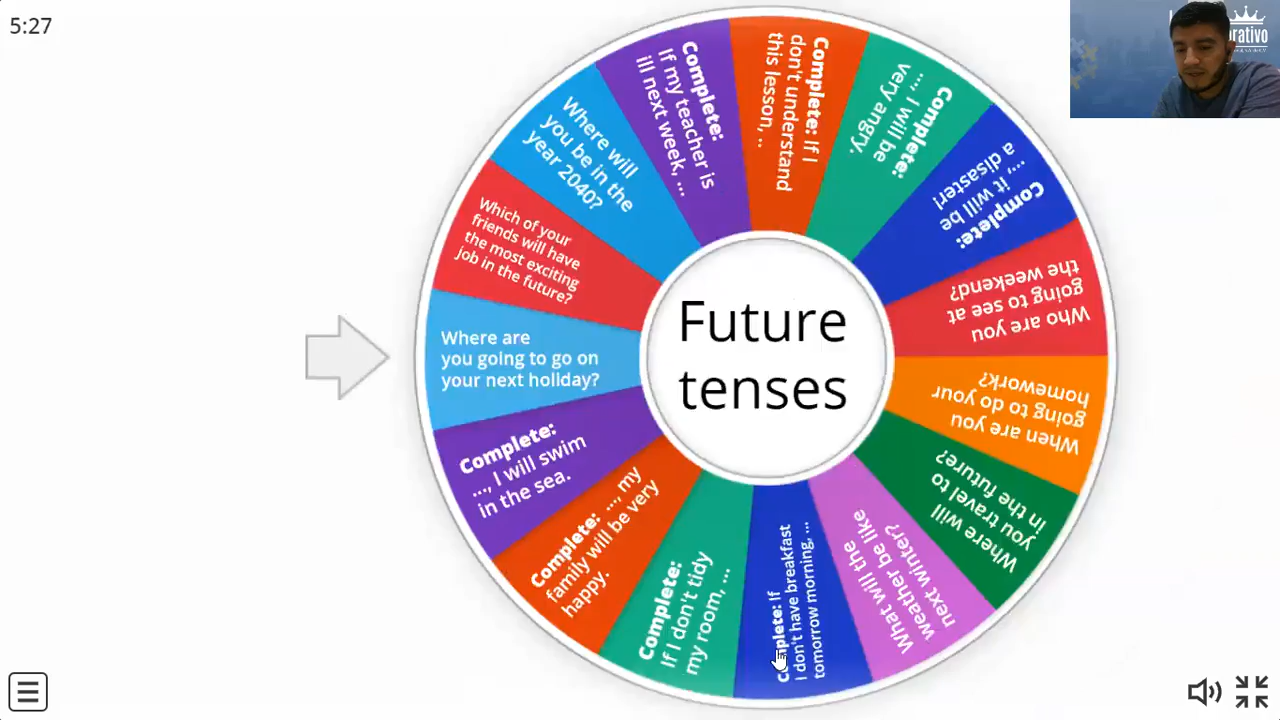 5:27
rativo
Future
tenses
Where are
you going to go on
your next holiday?
Which of your
friends will have
the most exciting
job in the future?
Where will
you be in the
year 2040?
Complete:
If my teacher is
ill next week, ...
Complete: If I
don't understand
this lesson, ..
Complete:
..., I will be
very angry.
Complete:
..., it will be
a disaster!
Who are you
going to see at
the weekend?
When are you
going to do your
homework?
Where will
you travel to
in the future?
What will the
weather be like
next winter?
Complete: If
I don't have breakfast
tomorrow morning, ...
Complete:
If I don't tidy
my room, ...
Complete: ..., my
family will be very
happy.
Complete:
..., I will swim
in the sea.